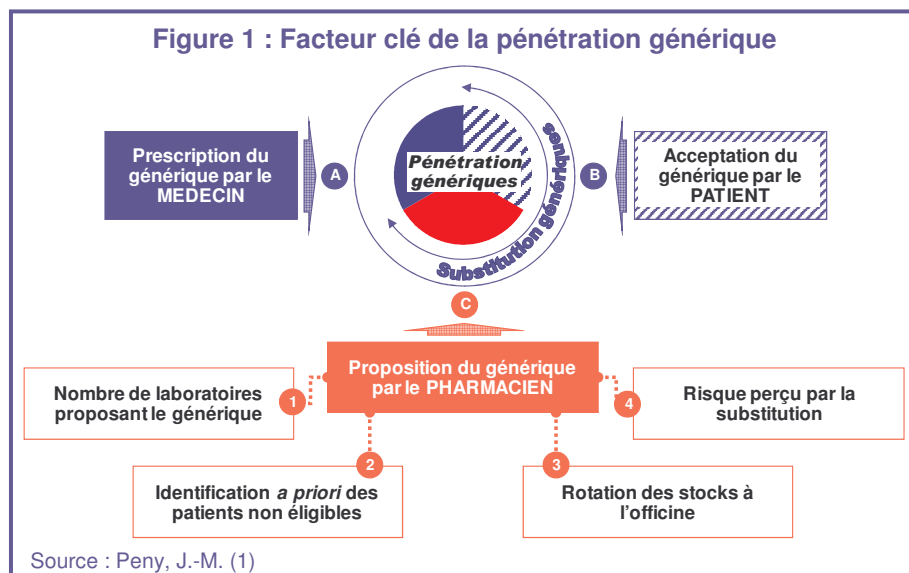 Figure 1 : Facteur clé de la pénétration générique
Prescription du
générique par le
MEDECIN
A
Pénétration
génériques
Substitution génériques
B
Acceptation du
générique par le
PATIENT
C
Proposition du générique
par le PHARMACIEN
Nombre de laboratoires
proposant le générique
1
4
Risque perçu par la
substitution
2
Identification a priori des
patients non éligibles
3
Rotation des stocks à
l’officine
Source : Peny, J.-M. (1)